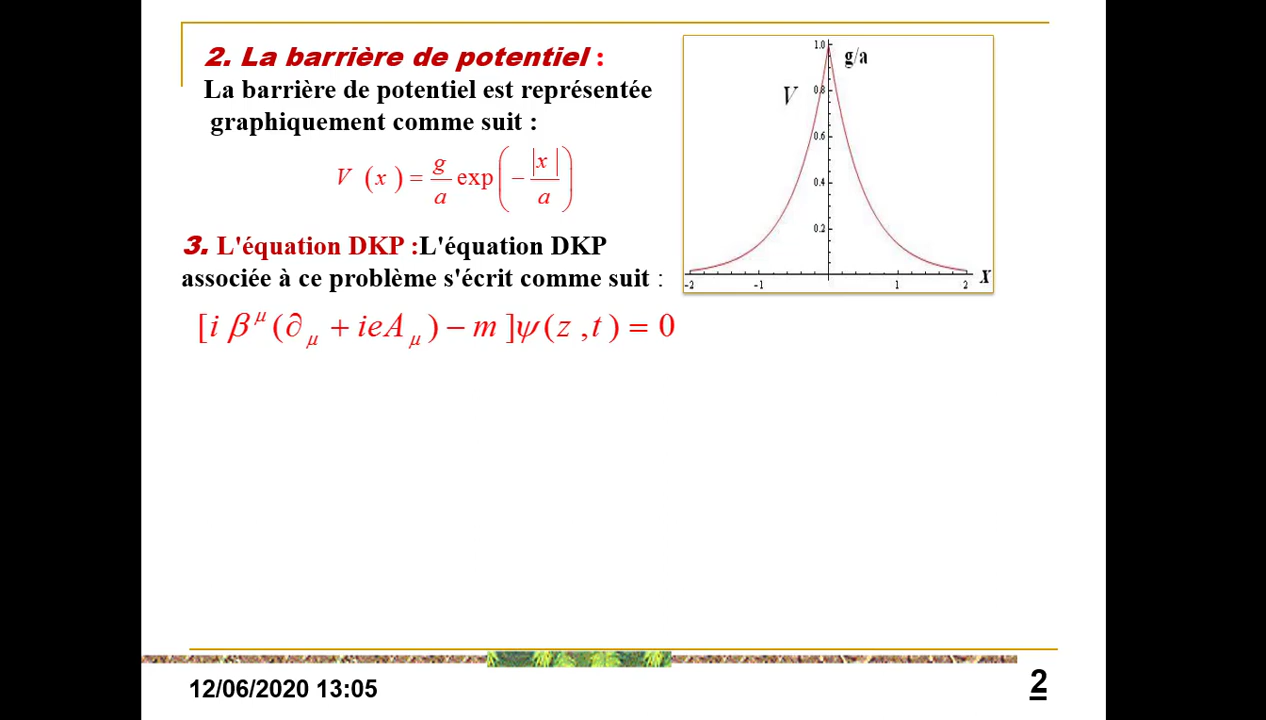 2. La barrière de potentiel :
La barrière de potentiel est représentée
graphiquement comme suit :
V (x) = g/a exp(−|x|/a)
3. L'équation DKP :L'équation DKP
associée à ce problème s'écrit comme suit :
[i β^μ (∂_μ + ieA_μ) − m ]ψ(z ,t ) = 0
1.0
g/a
V
0.8
0.6
0.4
0.2
-2 -1 1 2 X
12/06/2020 13:05
2